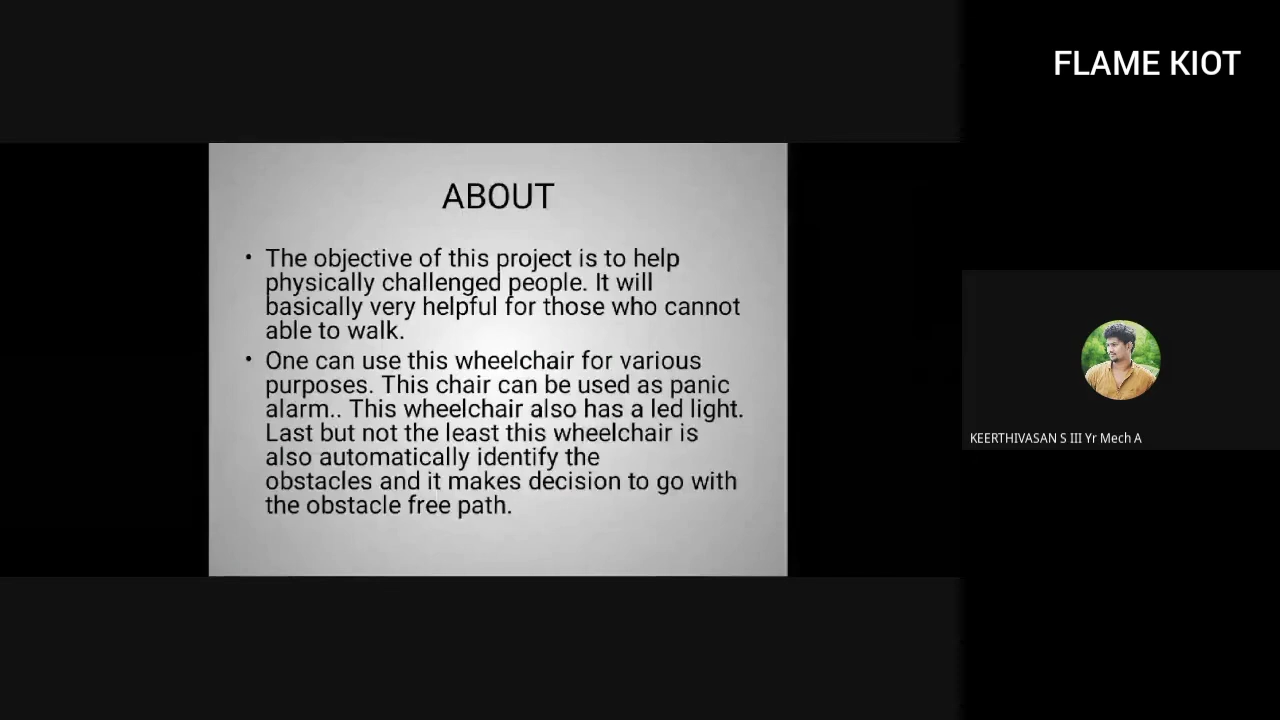 FLAME KIOT
ABOUT
• The objective of this project is to help
physically challenged people. It will
basically very helpful for those who cannot
able to walk.
• One can use this wheelchair for various
purposes. This chair can be used as panic
alarm.. This wheelchair also has a led light.
Last but not the least this wheelchair is
also automatically identify the
obstacles and it makes decision to go with
the obstacle free path.
KEERTHIVASAN S III Yr Mech A